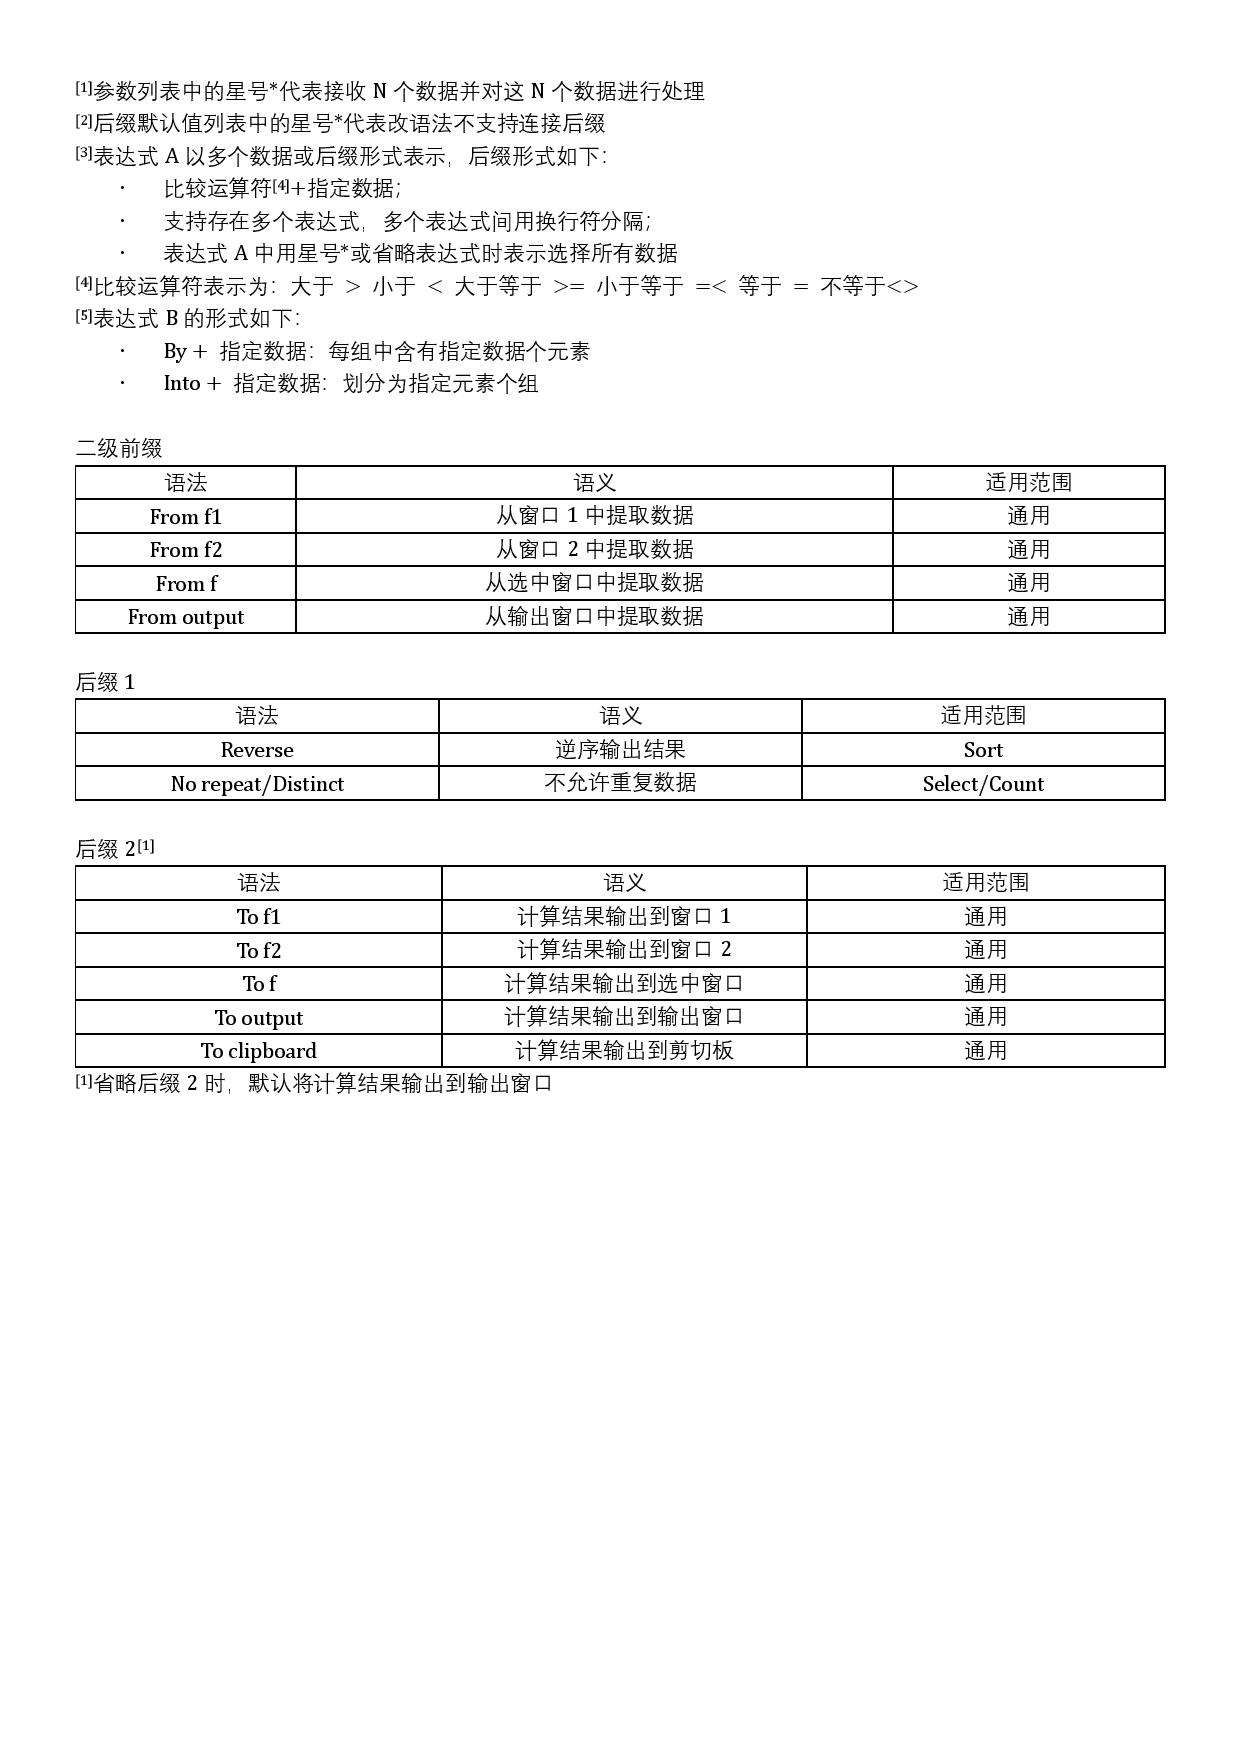 [1]参数列表中的星号*代表接收 N 个数据并对这 N 个数据进行处理
[2]后缀默认值列表中的星号*代表改语法不支持连接后缀
[3]表达式 A 以多个数据或后缀形式表示，后缀形式如下：
· 比较运算符[4]+指定数据；
· 支持存在多个表达式，多个表达式间用换行符分隔；
· 表达式 A 中用星号*或省略表达式时表示选择所有数据
[4]比较运算符表示为：大于 > 小于 < 大于等于 >= 小于等于 =< 等于 = 不等于<>
[5]表达式 B 的形式如下：
· By + 指定数据：每组中含有指定数据个元素
· Into + 指定数据：划分为指定元素个组
二级前缀
语法 语义 适用范围
From f1 从窗口 1 中提取数据 通用
From f2 从窗口 2 中提取数据 通用
From f 从选中窗口中提取数据 通用
From output 从输出窗口中提取数据 通用
后缀 1
语法 语义 适用范围
Reverse 逆序输出结果 Sort
No repeat/Distinct 不允许重复数据 Select/Count
后缀 2[1]
语法 语义 适用范围
To f1 计算结果输出到窗口 1 通用
To f2 计算结果输出到窗口 2 通用
To f 计算结果输出到选中窗口 通用
To output 计算结果输出到输出窗口 通用
To clipboard 计算结果输出到剪切板 通用
[1]省略后缀 2 时，默认将计算结果输出到输出窗口